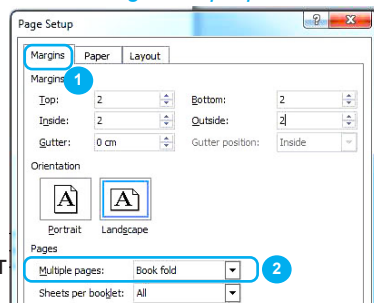 Page Setup
Margins Paper Layout
Margins
1
Top: 2 Bottom: 2
Inside: 2 Outside: 2
Gutter: 0 cm Gutter position: Inside
Orientation
A A
Portrait Landscape
Pages
T
Multiple pages: Book fold 2
Sheets per booklet: All